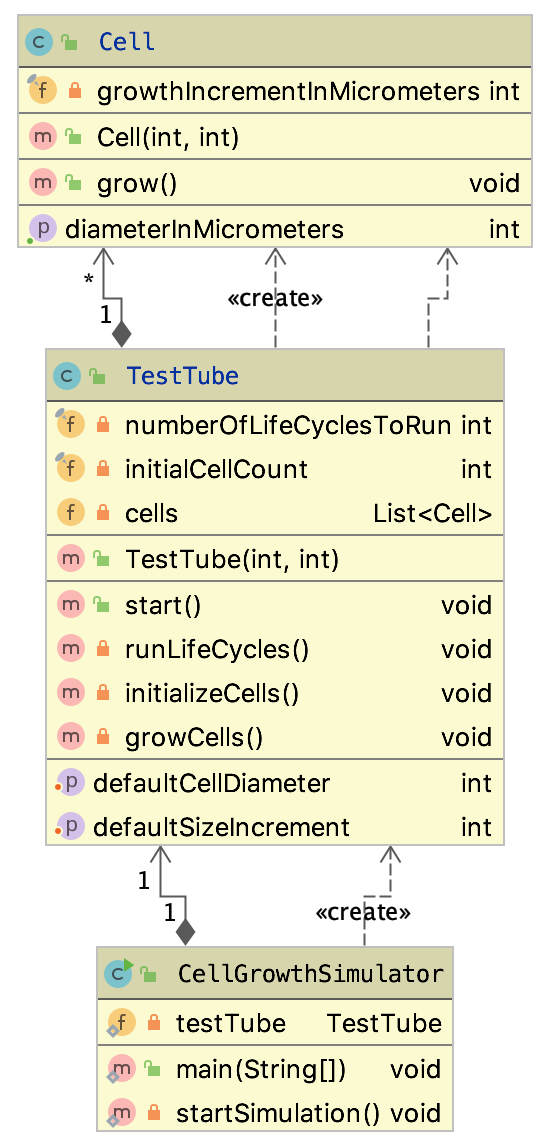 Cell
growthIncrementInMicrometers int
Cell(int, int)
grow() void
diameterInMicrometers int
*
1
«create»
TestTube
numberOfLifeCyclesToRun int
initialCellCount int
cells List<Cell>
TestTube(int, int)
start() void
runLifeCycles() void
initializeCells() void
growCells() void
defaultCellDiameter int
defaultSizeIncrement int
1
1
«create»
CellGrowthSimulator
testTube TestTube
main(String[]) void
startSimulation() void